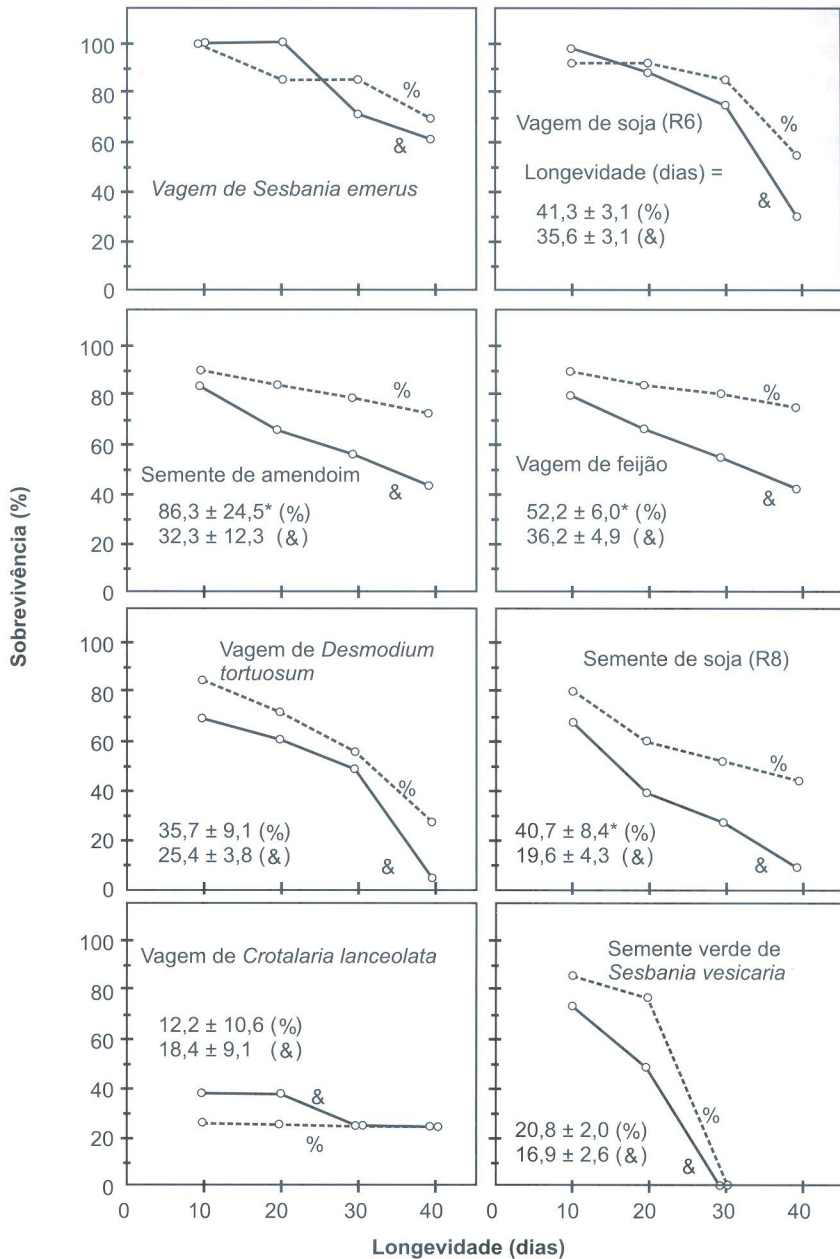 Sobrevivência (%)
100
80
60
40
20
0
%
&
Vagem de Sesbania emerus
Vagem de soja (R6)
%
Longevidade (dias) =
&
41,3 ± 3,1 (%)
35,6 ± 3,1 (&)
100
80
60
40
20
0
%
Semente de amendoim
&
86,3 ± 24,5* (%)
32,3 ± 12,3 (&)
%
Vagem de feijão
&
52,2 ± 6,0* (%)
36,2 ± 4,9 (&)
100
80
60
40
20
0
Vagem de Desmodium
tortuosum
%
35,7 ± 9,1 (%)
25,4 ± 3,8 (&)
&
Semente de soja (R8)
%
40,7 ± 8,4* (%)
19,6 ± 4,3 (&)
&
100
80
60
40
20
0
Vagem de Crotalaria lanceolata
12,2 ± 10,6 (%)
18,4 ± 9,1 (&)
&
%
Semente verde de
Sesbania vesicaria
%
20,8 ± 2,0 (%)
16,9 ± 2,6 (&)
&
0 10 20 30 40
0 10 20 30 40
Longevidade (dias)